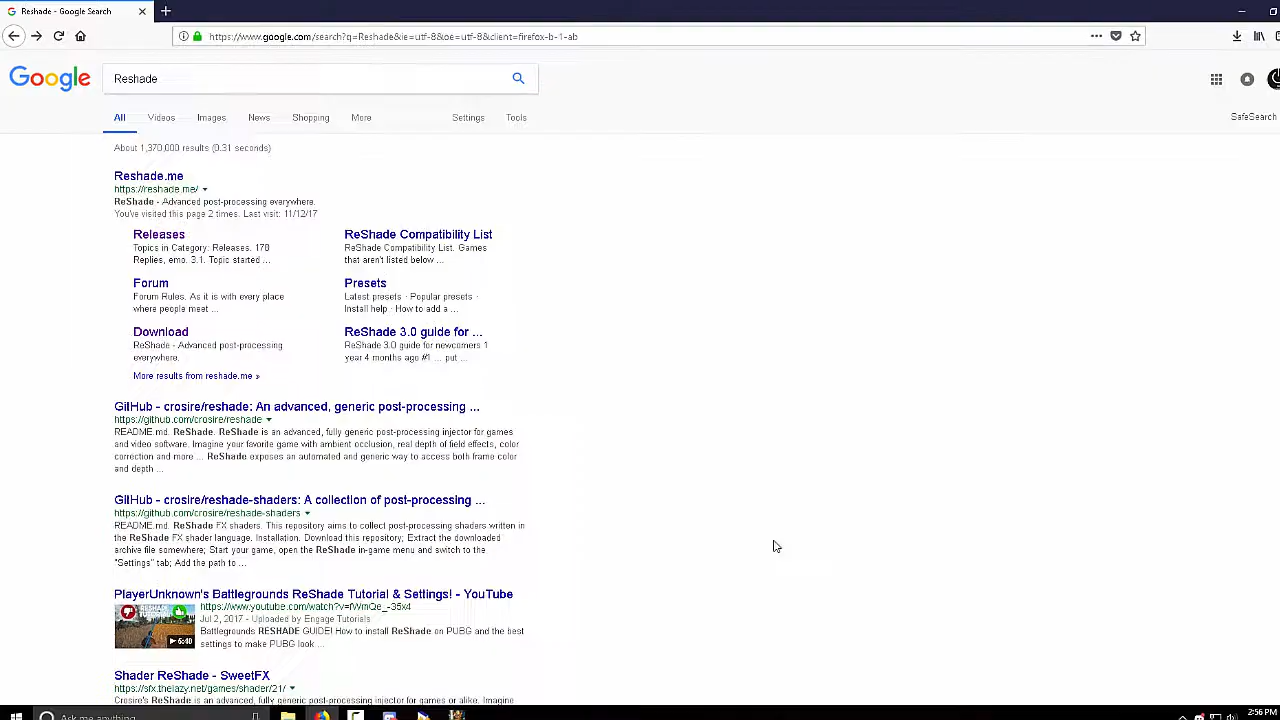 Reshade - Google Search
https://www.google.com/search?q=Reshade&ie=utf-8&oe=utf-8&client=firefox-b-1-ab
Google
Reshade
All Videos Images News Shopping More Settings Tools
SafeSearch
About 1,370,000 results (0.31 seconds)
Reshade.me
https://reshade.me/
ReShade - Advanced post-processing everywhere.
You've visited this page 2 times. Last visit: 11/12/17
Releases
Topics in Category: Releases. 178
Replies, emo. 3.1. Topic started ...
ReShade Compatibility List
ReShade Compatibility List. Games
that aren't listed below ...
Forum
Forum Rules. As it is with every place
where people meet ...
Presets
Latest presets · Popular presets ·
Install help · How to add a ...
Download
ReShade - Advanced post-processing
everywhere.
ReShade 3.0 guide for ...
ReShade 3.0 guide for newcomers 1
year 4 months ago #1 ... put ...
More results from reshade.me »
GitHub - crosire/reshade: An advanced, generic post-processing ...
https://github.com/crosire/reshade
README.md. ReShade. ReShade is an advanced, fully generic post-processing injector for games
and video software. Imagine your favorite game with ambient occlusion, real depth of field effects, color
correction and more ... ReShade exposes an automated and generic way to access both frame color
and depth ...
GitHub - crosire/reshade-shaders: A collection of post-processing ...
https://github.com/crosire/reshade-shaders
README.md. ReShade FX shaders. This repository aims to collect post-processing shaders written in
the ReShade FX shader language. Installation. Download this repository; Extract the downloaded
archive file somewhere; Start your game, open the ReShade in-game menu and switch to the
"Settings" tab; Add the path to ...
PlayerUnknown's Battlegrounds ReShade Tutorial & Settings! - YouTube
https://www.youtube.com/watch?v=fWmQe_-35x4
Jul 2, 2017 - Uploaded by Engage Tutorials
Battlegrounds RESHADE GUIDE! How to install ReShade on PUBG and the best
settings to make PUBG look ...
6:40
Shader ReShade - SweetFX
https://sfx.thelazy.net/games/shader/21/
Crosire's ReShade is an advanced, fully generic post-processing injector for games or alike. Imagine
Ask me anything
2:56 PM